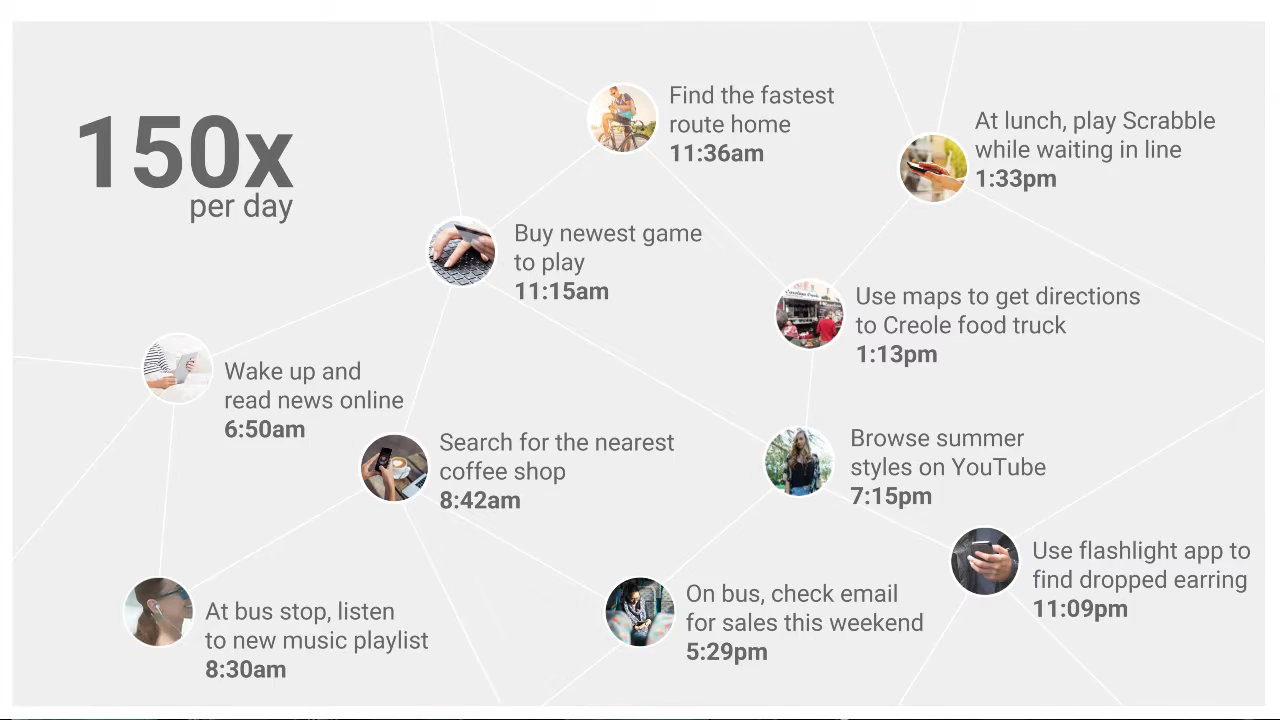 150x
per day
Find the fastest
route home
11:36am
At lunch, play Scrabble
while waiting in line
1:33pm
Buy newest game
to play
11:15am
Use maps to get directions
to Creole food truck
1:13pm
Wake up and
read news online
6:50am
Search for the nearest
coffee shop
8:42am
Browse summer
styles on YouTube
7:15pm
Use flashlight app to
find dropped earring
11:09pm
At bus stop, listen
to new music playlist
8:30am
On bus, check email
for sales this weekend
5:29pm